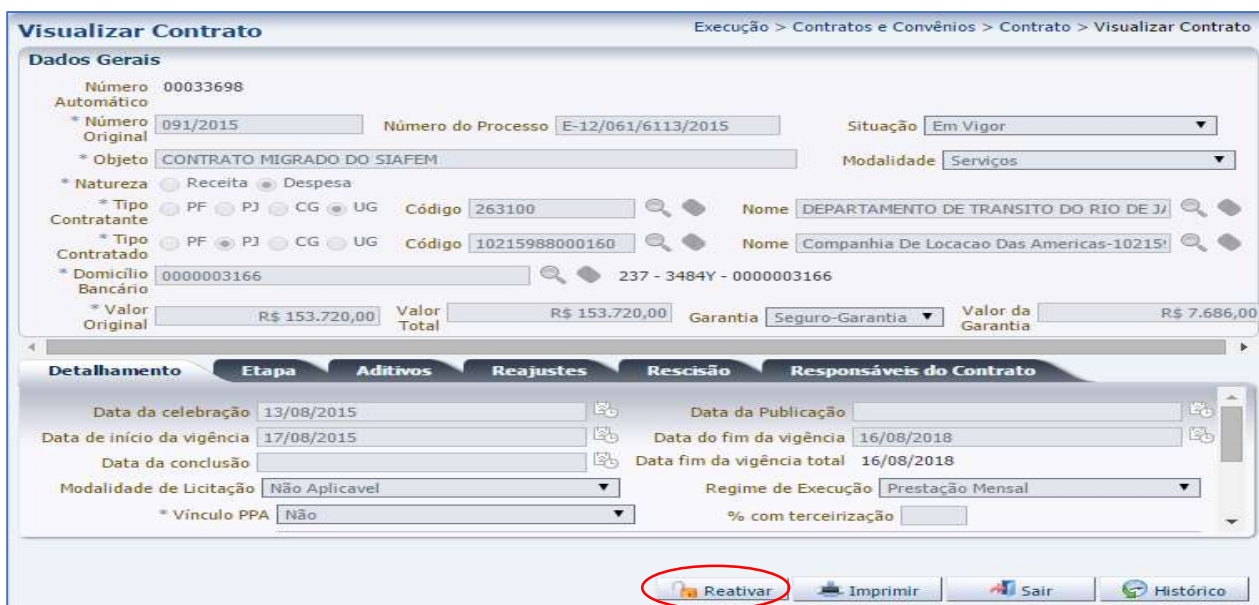 Visualizar Contrato
Execução > Contratos e Convênios > Contrato > Visualizar Contrato
Dados Gerais
Número Automático 00033698
* Número Original 091/2015 Número do Processo E-12/061/6113/2015 Situação Em Vigor
* Objeto CONTRATO MIGRADO DO SIAFEM Modalidade Serviços
* Natureza Receita Despesa
* Tipo Contratante PF PJ CG UG Código 263100 Nome DEPARTAMENTO DE TRANSITO DO RIO DE JA
* Tipo Contratado PF PJ CG UG Código 10215988000160 Nome Companhia De Locacao Das Americas-10215
* Domicílio Bancário 0000003166 237 - 3484Y - 0000003166
* Valor Original R$ 153.720,00 Valor Total R$ 153.720,00 Garantia Seguro-Garantia Valor da Garantia R$ 7.686,00
Detalhamento Etapa Aditivos Reajustes Rescisão Responsáveis do Contrato
Data da celebração 13/08/2015 Data da Publicação
Data de início da vigência 17/08/2015 Data do fim da vigência 16/08/2018
Data da conclusão Data fim da vigência total 16/08/2018
Modalidade de Licitação Não Aplicavel Regime de Execução Prestação Mensal
* Vínculo PPA Não % com terceirização
Reativar Imprimir Sair Histórico